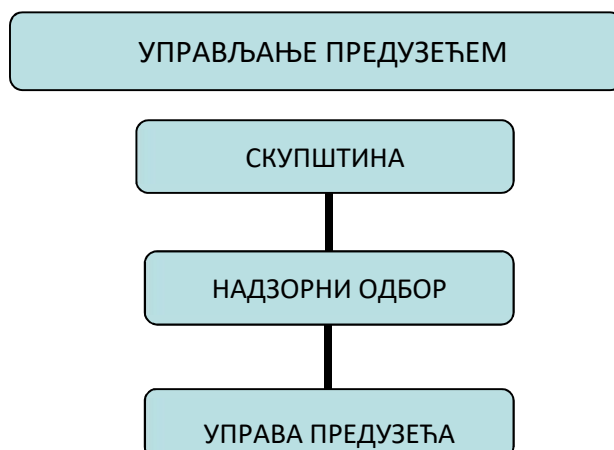 УПРАВЉАЊЕ ПРЕДУЗЕЋЕМ
СКУПШТИНА
НАДЗОРНИ ОДБОР
УПРАВА ПРЕДУЗЕЋА